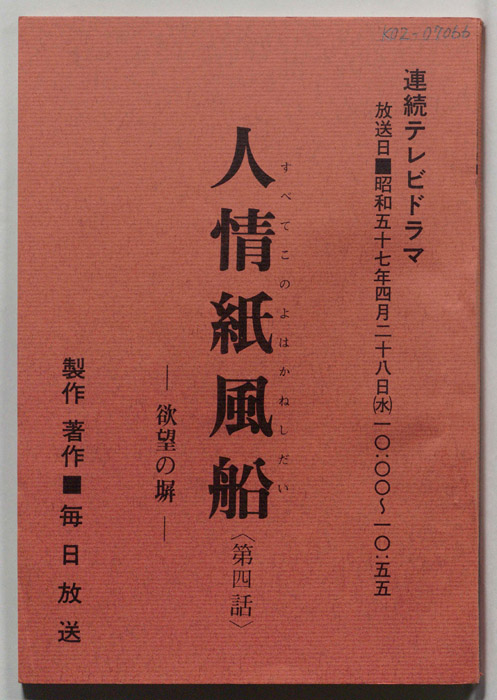 KDZ-07066
連続テレビドラマ
放送日■昭和五十七年四月二十八日㈬一〇:〇〇〜一〇:五五
すべてこのよはかねしだい
人情紙風船〈第四話〉
―欲望の塀―
製作 著作■毎日放送